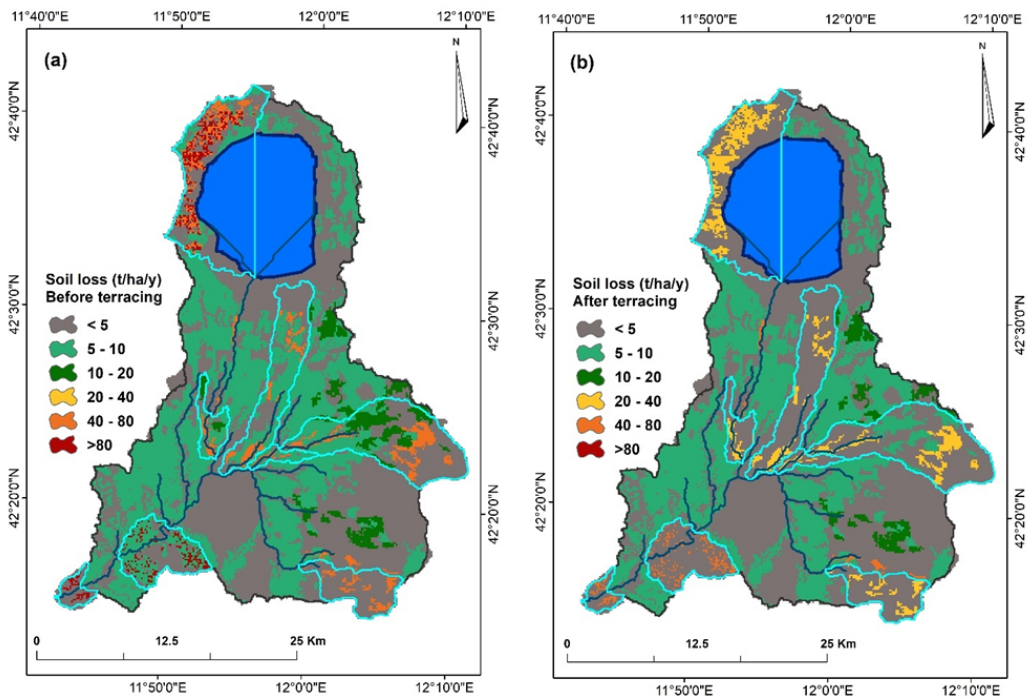 11°40'0"E 11°50'0"E 12°0'0"E 12°10'0"E
(a)
N
42°40'0"N 42°40'0"N
Soil loss (t/ha/y)
Before terracing
< 5
5 - 10
10 - 20
20 - 40
40 - 80
>80
42°30'0"N 42°30'0"N
42°20'0"N 42°20'0"N
0 12.5 25 Km
11°50'0"E 12°0'0"E 12°10'0"E
11°50'0"E 12°0'0"E 12°10'0"E
(b)
N
42°40'0"N 42°40'0"N
Soil loss (t/ha/y)
After terracing
< 5
5 - 10
10 - 20
20 - 40
40 - 80
>80
42°30'0"N 42°30'0"N
42°20'0"N 42°20'0"N
0 12.5 25 Km
11°50'0"E 12°0'0"E 12°10'0"E